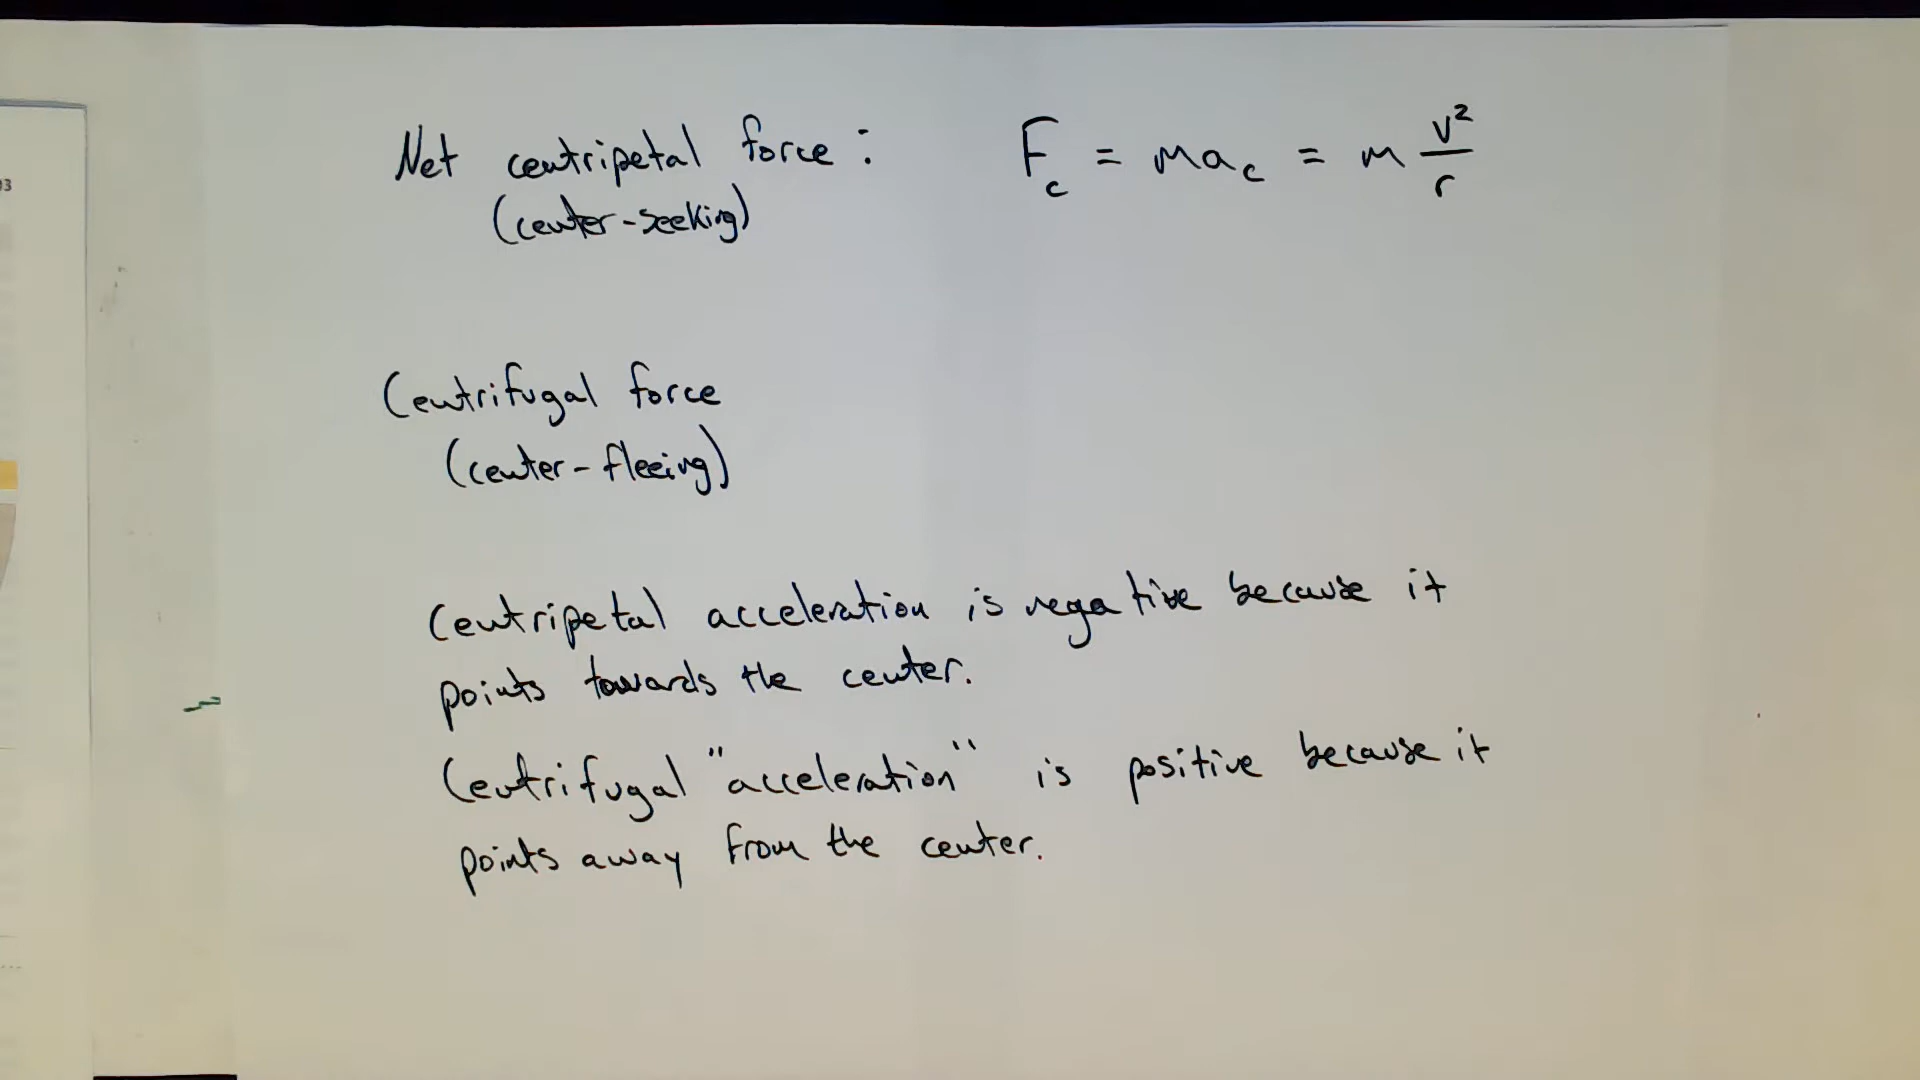 Net centripetal force: F_c = ma_c = m v²/r
(center-seeking)
Centrifugal force
(center-fleeing)
Centripetal acceleration is negative because it
points towards the center.
Centrifugal "acceleration" is positive because it
points away from the center.